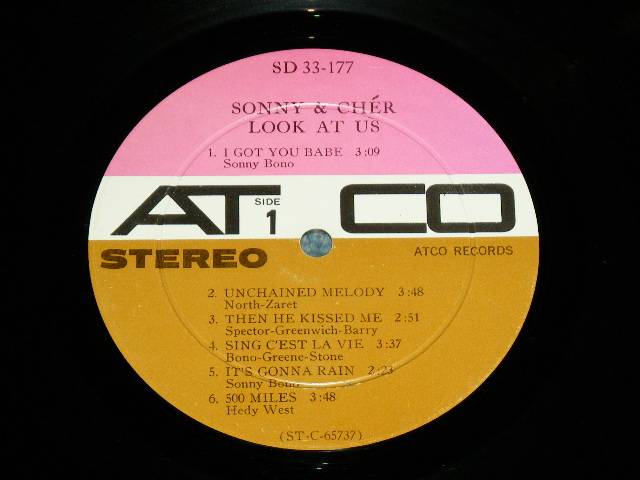 SD 33-177
SONNY & CHÉR
LOOK AT US
1. I GOT YOU BABE 3:09
Sonny Bono
ATCO
SIDE
1
STEREO
ATCO RECORDS
2. UNCHAINED MELODY 3:48
North-Zaret
3. THEN HE KISSED ME 2:51
Spector-Greenwich-Barry
4. SING C'EST LA VIE 3:37
Bono-Greene-Stone
5. IT'S GONNA RAIN 2:23
Sonny Bono
6. 500 MILES 3:48
Hedy West
(ST-C-65737)